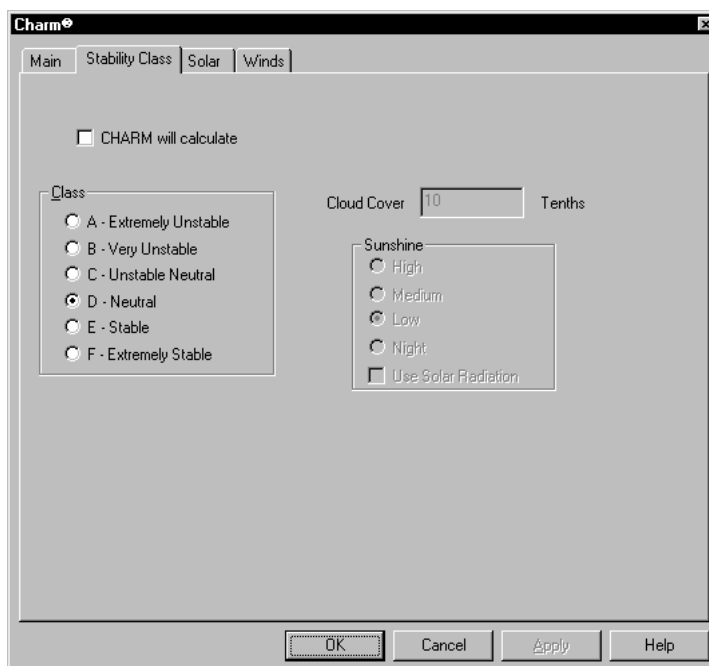 Charm®
Main
Stability Class
Solar
Winds
CHARM will calculate
Class
A - Extremely Unstable
B - Very Unstable
C - Unstable Neutral
D - Neutral
E - Stable
F - Extremely Stable
Cloud Cover 10 Tenths
Sunshine
High
Medium
Low
Night
Use Solar Radiation
OK
Cancel
Apply
Help